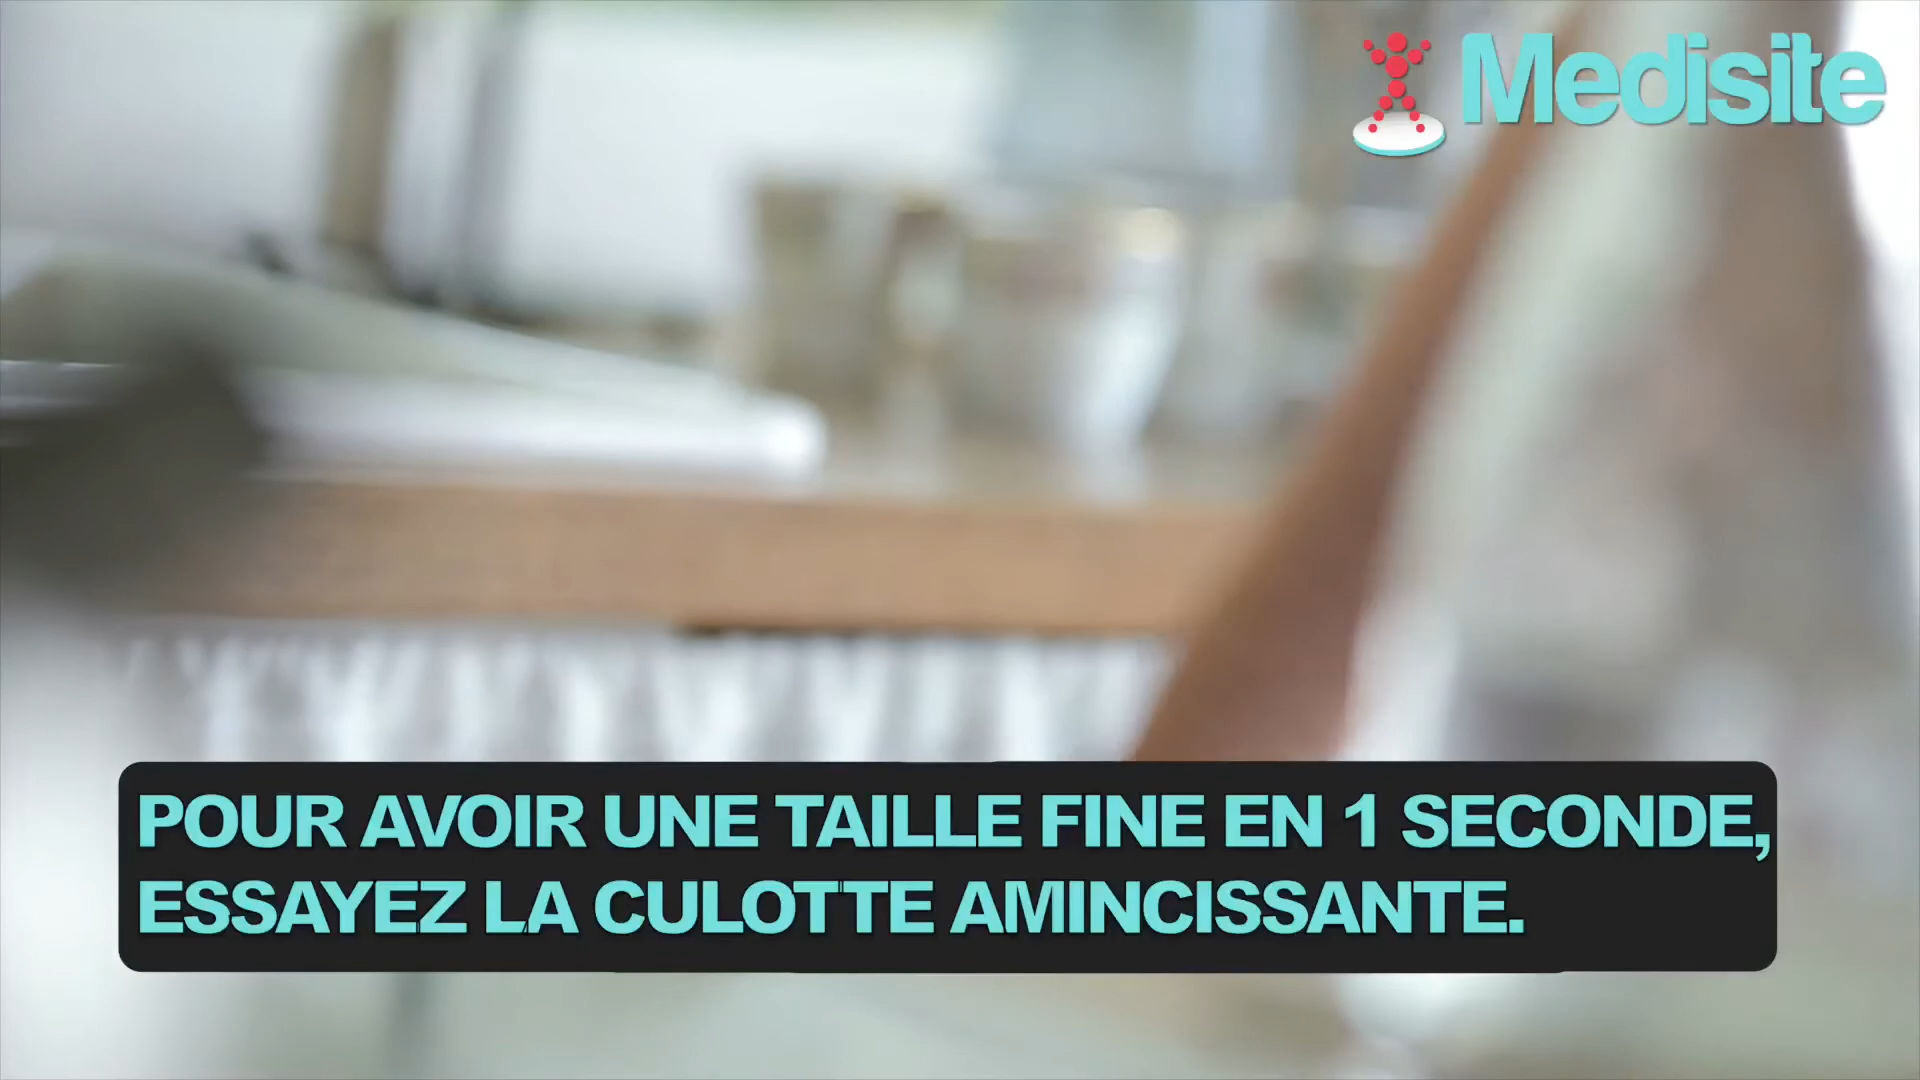 Medisite
POUR AVOIR UNE TAILLE FINE EN 1 SECONDE,
ESSAYEZ LA CULOTTE AMINCISSANTE.